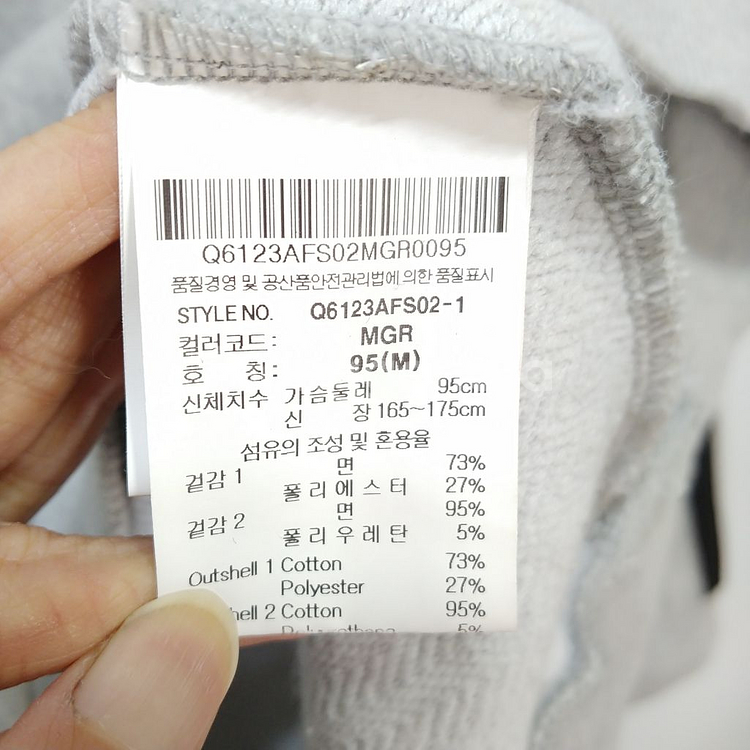 Q6123AFS02MGR0095
품질경영 및 공산품안전관리법에 의한 품질표시
STYLE NO. Q6123AFS02-1
컬러코드: MGR
호 칭: 95(M)
신체치수 가슴둘레 95cm
신 장 165~175cm
섬유의 조성 및 혼용율
겉감 1 면 73%
폴리에스터 27%
겉감 2 면 95%
폴리우레탄 5%
Outshell 1 Cotton 73%
Polyester 27%
hell 2 Cotton 95%
5%